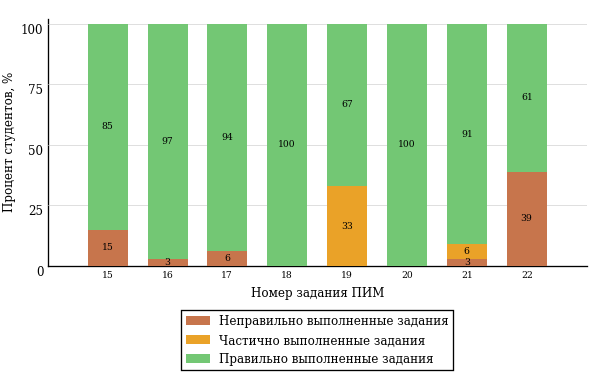 Процент студентов, %
100
75
50
25
0
85 97 94 100 67 100 91 61
15 3 6 33 6 3 39
15 16 17 18 19 20 21 22
Номер задания ПИМ
Неправильно выполненные задания
Частично выполненные задания
Правильно выполненные задания